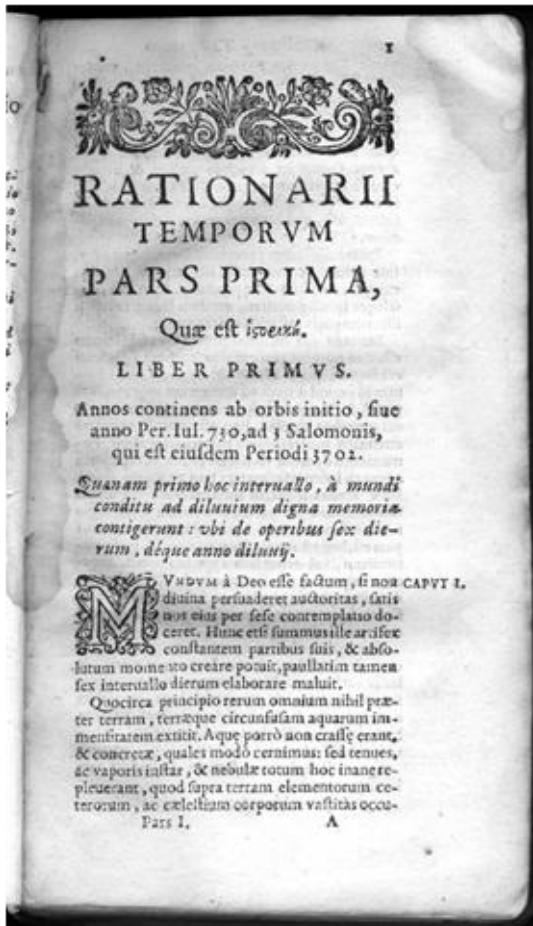 1
RATIONARII
TEMPORVM
PARS PRIMA,
Quæ est ἱϛορικὴ.
LIBER PRIMVS.
Annos continens ab orbis initio, siue
anno Per. Iul. 730, ad 3 Salomonis,
qui est eiusdem Periodi 3702.
Quanam primo hoc interuallo, à mundi
conditu ad diluuium digna memoria
contigerunt: vbi de operibus sex die-
rum, déque anno diluuij.
CAPVT I.
MVNDVM à Deo esse factum, si non
diuina persuaderet auctoritas, satis
nos eius per sese contemplatio do-
ceret. Hunc etsi summus ille artifex
constantem partibus suis, & abso-
lutum momento creare potuit, paullatim tamen
sex interuallo dierum elaborare maluit.
Quocirca principio rerum omnium nihil præ-
ter terram, terræque circunfusam aquarum im-
mensitatem extitit. Aquæ porrò non crassæ erant,
& concretæ, quales modò cernimus: sed tenues,
ac vaporis instar, & nebulæ totum hoc inane re-
pleuerant, quod supra terram elementorum ce-
terorum, ac cælestium corporum vastitas occu-
Pars I. A